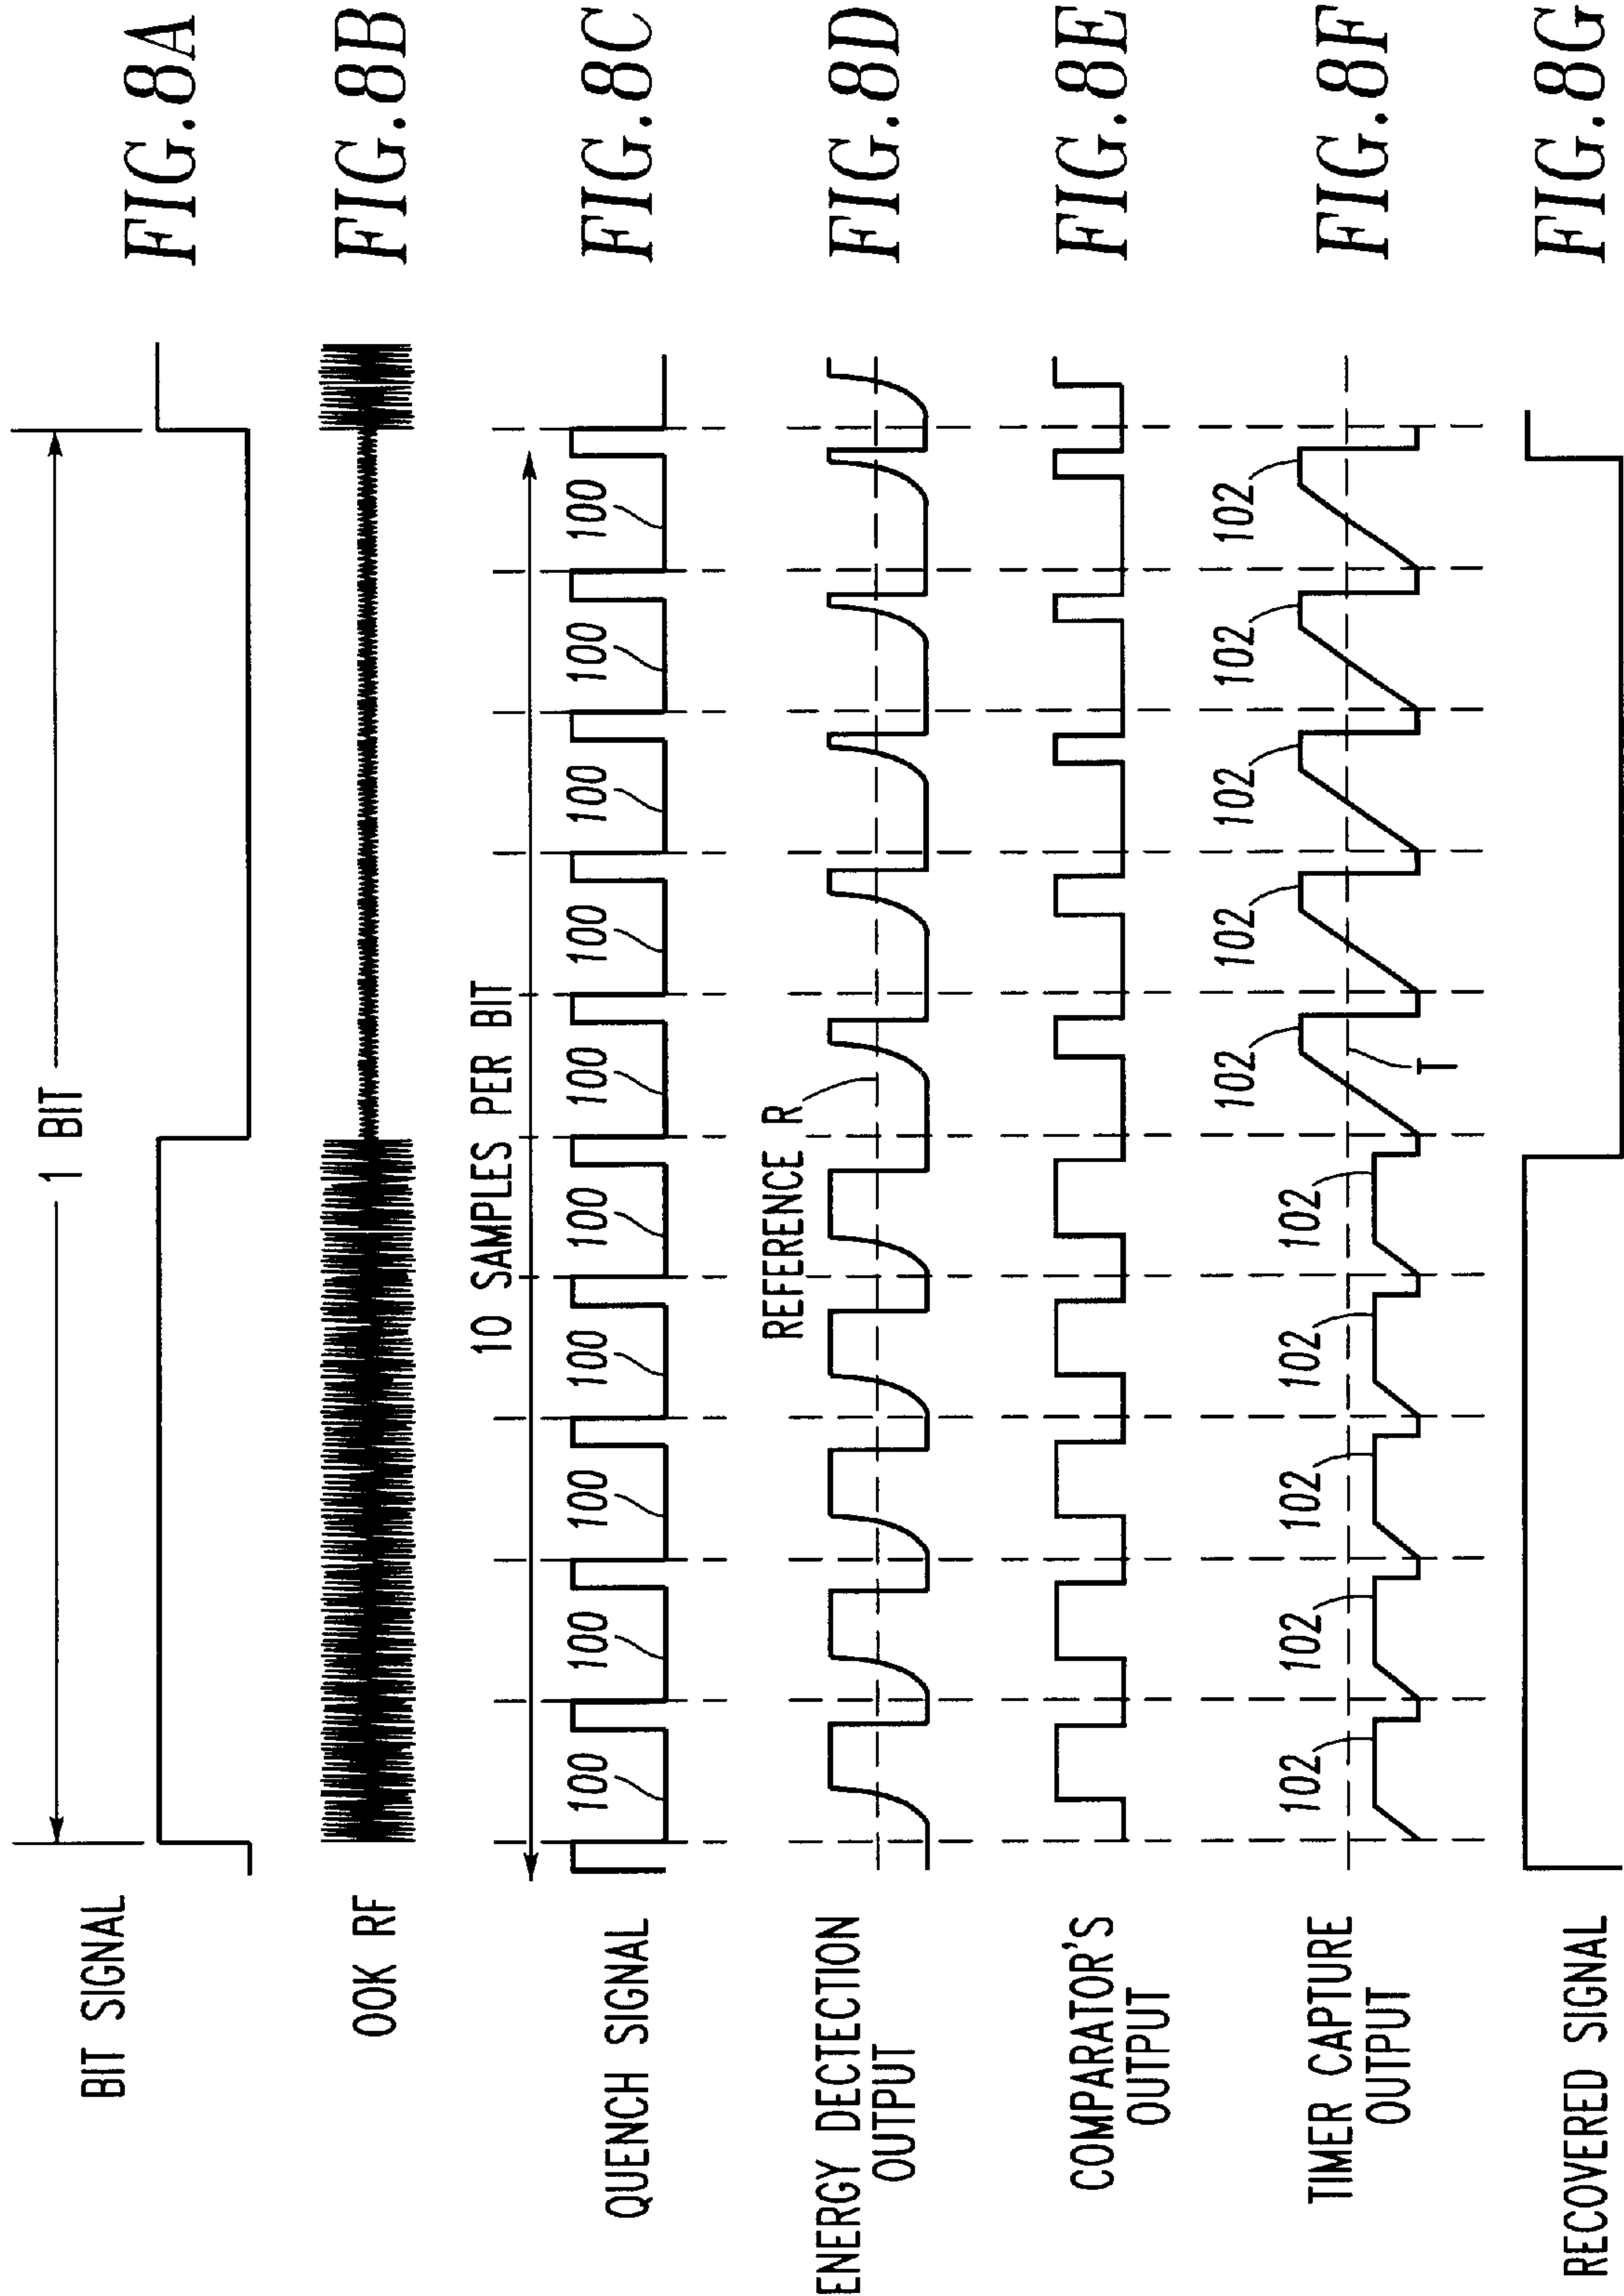 BIT SIGNAL
1 BIT
FIG.8A
OOK RF
FIG.8B
10 SAMPLES PER BIT
QUENCH SIGNAL
100 100 100 100 100 100 100 100 100 100
FIG.8C
REFERENCE R
ENERGY DECTECTION
OUTPUT
FIG.8D
COMPARATOR'S
OUTPUT
FIG.8E
TIMER CAPTURE
OUTPUT
102 102 102 102 102 102 102 102 102 102
T
FIG.8F
RECOVERED SIGNAL
FIG.8G